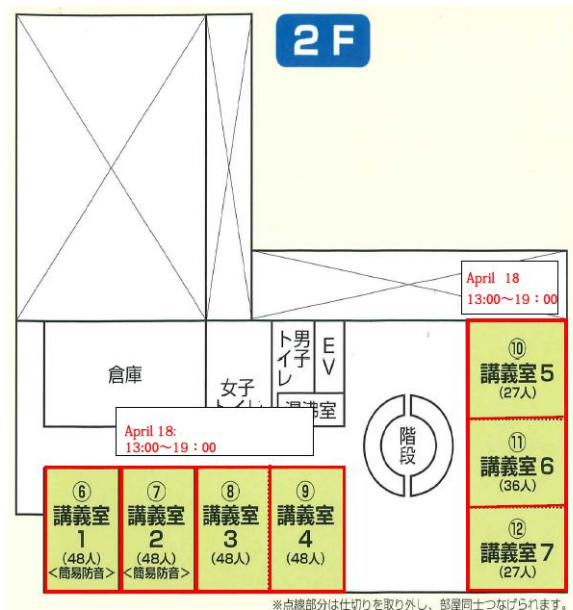 2F
April 18
13:00～19：00
倉庫
女子
男子
トイレ
EV
階段
April 18:
13:00～19：00
⑩
講義室5
(27人)
⑪
講義室6
(36人)
⑫
講義室7
(27人)
⑥
講義室
1
(48人)
<簡易防音>
⑦
講義室
2
(48人)
<簡易防音>
⑧
講義室
3
(48人)
⑨
講義室
4
(48人)
※点線部分は仕切りを取り外し、部屋同士つなげられます。